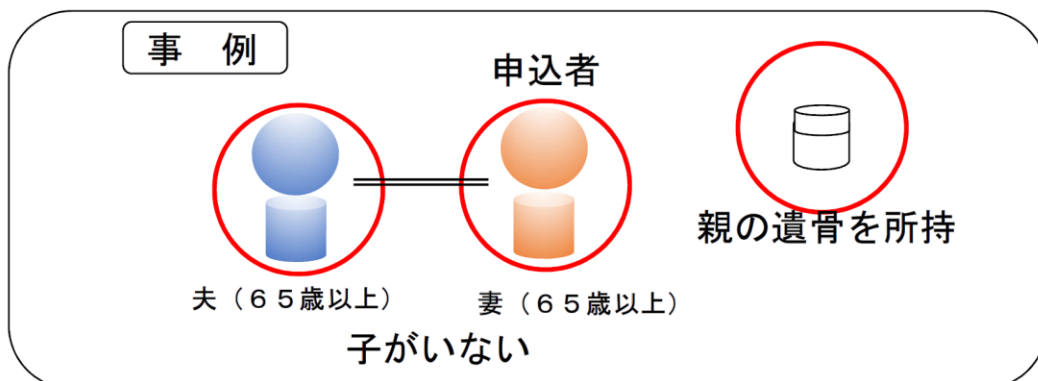 事　例
申込者
親の遺骨を所持
夫（６５歳以上）
妻（６５歳以上）
子がいない